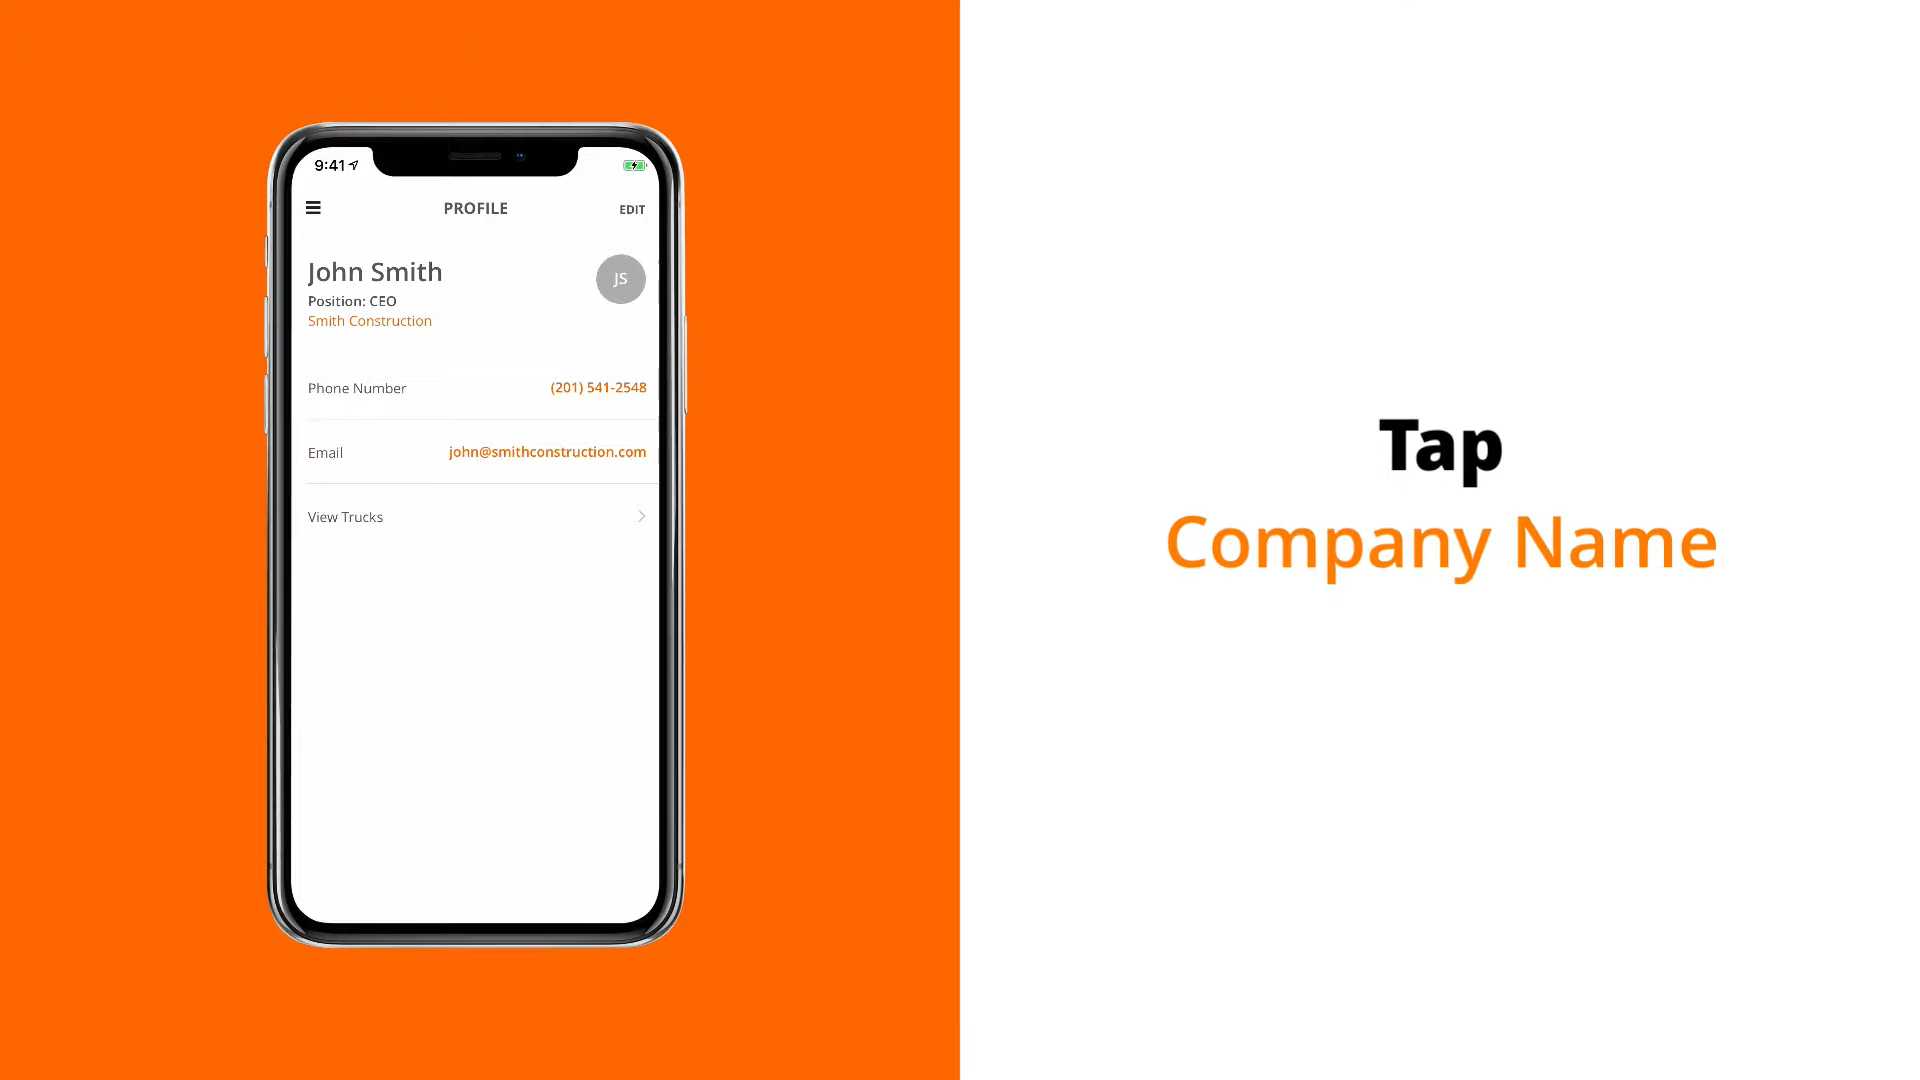 9:41
PROFILE
EDIT
John Smith
JS
Position: CEO
Smith Construction
Phone Number
(201) 541-2548
Email
john@smithconstruction.com
View Trucks
Tap
Company Name